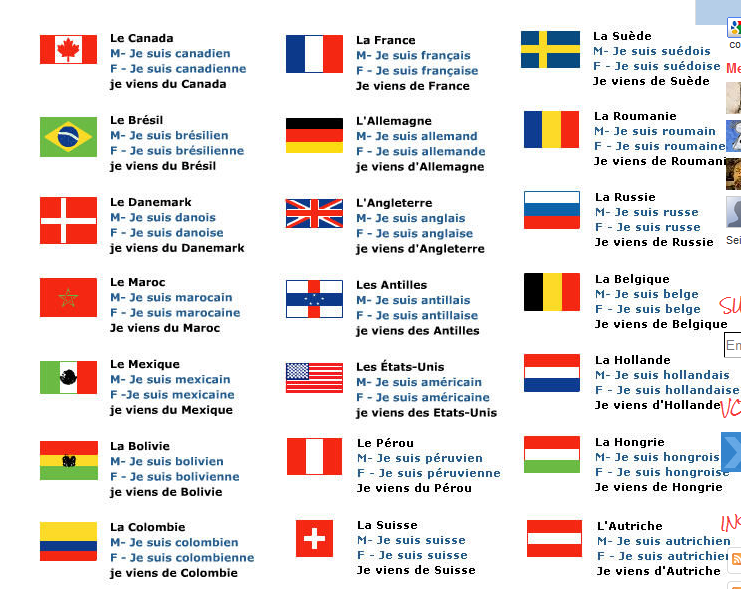 Le Canada
M- Je suis canadien
F - Je suis canadienne
je viens du Canada
Le Brésil
M- Je suis brésilien
F - Je suis brésilienne
je viens du Brésil
Le Danemark
M- Je suis danois
F - Je suis danoise
je viens du Danemark
Le Maroc
M- Je suis marocain
F - Je suis marocaine
Je viens du Maroc
Le Mexique
M- Je suis mexicain
F -Je suis mexicaine
je viens du Mexique
La Bolivie
M- Je suis bolivien
F - Je suis bolivienne
je viens de Bolivie
La Colombie
M- Je suis colombien
F - Je suis colombienne
je viens de Colombie
La France
M- Je suis français
F - Je suis française
Je viens de France
L'Allemagne
M- Je suis allemand
F - Je suis allemande
je viens d'Allemagne
L'Angleterre
M- Je suis anglais
F - Je suis anglaise
je viens d'Angleterre
Les Antilles
M- Je suis antillais
F - Je suis antillaise
je viens des Antilles
Les États-Unis
M- Je suis américain
F - Je suis américaine
je viens des Etats-Unis
Le Pérou
M- Je suis péruvien
F - Je suis péruvienne
Je viens du Pérou
La Suisse
M- Je suis suisse
F - Je suis suisse
Je viens de Suisse
La Suède
M- Je suis suédois
F - Je suis suédoise
Je viens de Suède
La Roumanie
M- Je suis roumain
F - Je suis roumaine
Je viens de Roumani
La Russie
M- Je suis russe
F - Je suis russe
Je viens de Russie
La Belgique
M- Je suis belge
F - Je suis belge
Je viens de Belgique
La Hollande
M- Je suis hollandais
F - Je suis hollandaise
Je viens d'Hollande
La Hongrie
M- Je suis hongrois
F - Je suis hongroise
Je viens de Hongrie
L'Autriche
M- Je suis autrichien
F - Je suis autrichien
Je viens d'Autriche
co
Me
Sei
SU
En